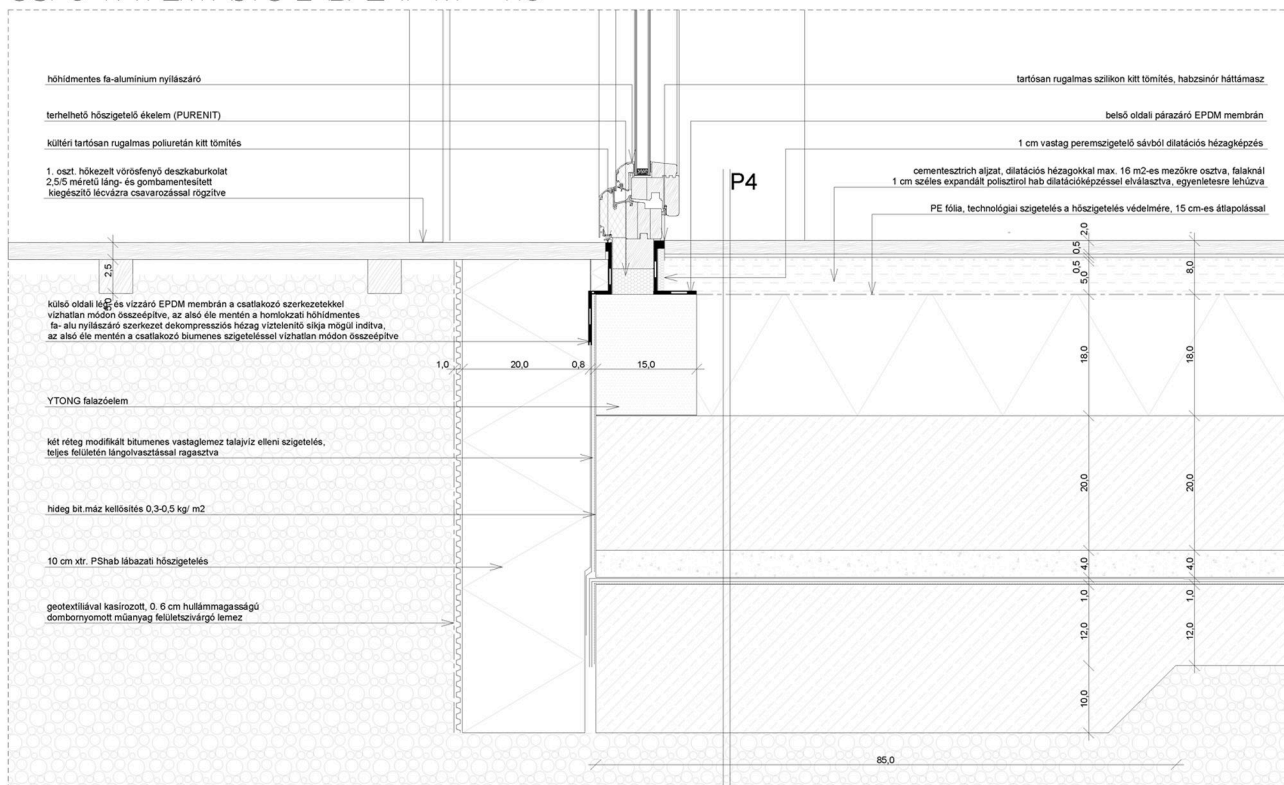 hőhídmentes fa-alumínium nyílászáró
terhelhető hőszigetelő ékelem (PURENIT)
kültéri tartósan rugalmas poliuretán kitt tömítés
1. oszt. hőkezelt vörösfenyő deszkaburkolat
2,5/5 méretű láng- és gombamentesített
kiegészítő lécvázra csavarozással rögzítve
tartósan rugalmas szilikon kitt tömítés, habzsinór háttámasz
belső oldali párazáró EPDM membrán
1 cm vastag peremszigetelő sávból dilatációs hézagképzés
cementesztrich aljzat, dilatációs hézagokkal max. 16 m2-es mezőkre osztva, falaknál
1 cm széles expandált polisztirol hab dilatációképzéssel elválasztva, egyenletesre lehúzva
PE fólia, technológiai szigetelés a hőszigetelés védelmére, 15 cm-es átlapolással
P4
2,5
5,0
külső oldali lég- és vízzáró EPDM membrán a csatlakozó szerkezetekkel
vízhatlan módon összeépítve, az alsó éle mentén a homlokzati hőhídmentes
fa- alu nyílászáró szerkezet dekompressziós hézag víztelenítő síkja mögül indítva,
az alsó éle mentén a csatlakozó biumenes szigeteléssel vízhatlan módon összeépítve
1,0
20,0
0,8
15,0
YTONG falazóelem
két réteg modifikált bitumenes vastaglemez talajvíz elleni szigetelés,
teljes felületén lángolvasztással ragasztva
hideg bit.máz kellősítés 0,3-0,5 kg/ m2
10 cm xtr. PShab lábazati hőszigetelés
geotextíliával kasírozott, 0. 6 cm hullámmagasságú
dombornyomott műanyag felületszivárgó lemez
2,0
0,5
0,5
5,0
18,0
20,0
4,0
1,0
12,0
10,0
8,0
18,0
20,0
4,0
1,0
12,0
85,0